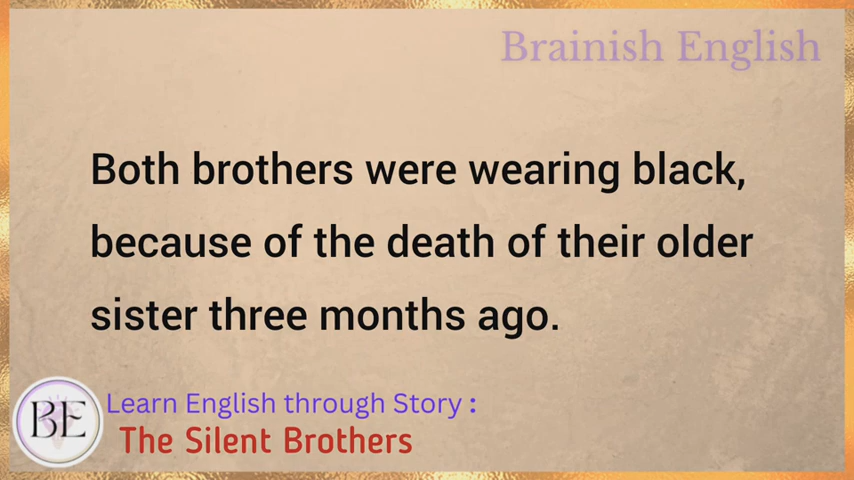 Brainish English
Both brothers were wearing black,
because of the death of their older
sister three months ago.
BE
Learn English through Story :
The Silent Brothers